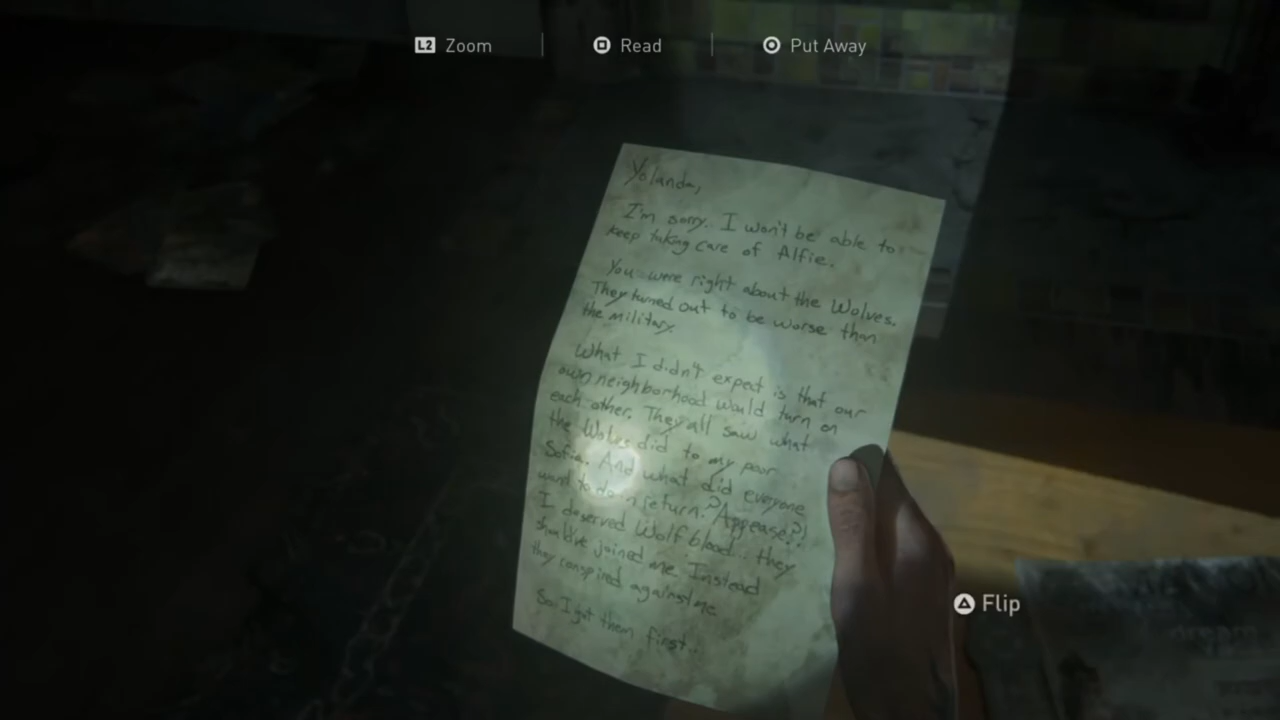 L2 Zoom
Read
Put Away
Yolanda,
I'm sorry. I won't be able to
keep taking care of Alfie.
You were right about the Wolves.
They turned out to be worse than
the military.
What I didn't expect is that our
own neighborhood would turn on
each other. They all saw what
the Wolves did to my poor
Sofia. And what did everyone
want to do in return? Appease?!
I deserved Wolf blood... they
should've joined me. Instead
they conspired against me.
So I got them first..
Flip
dream